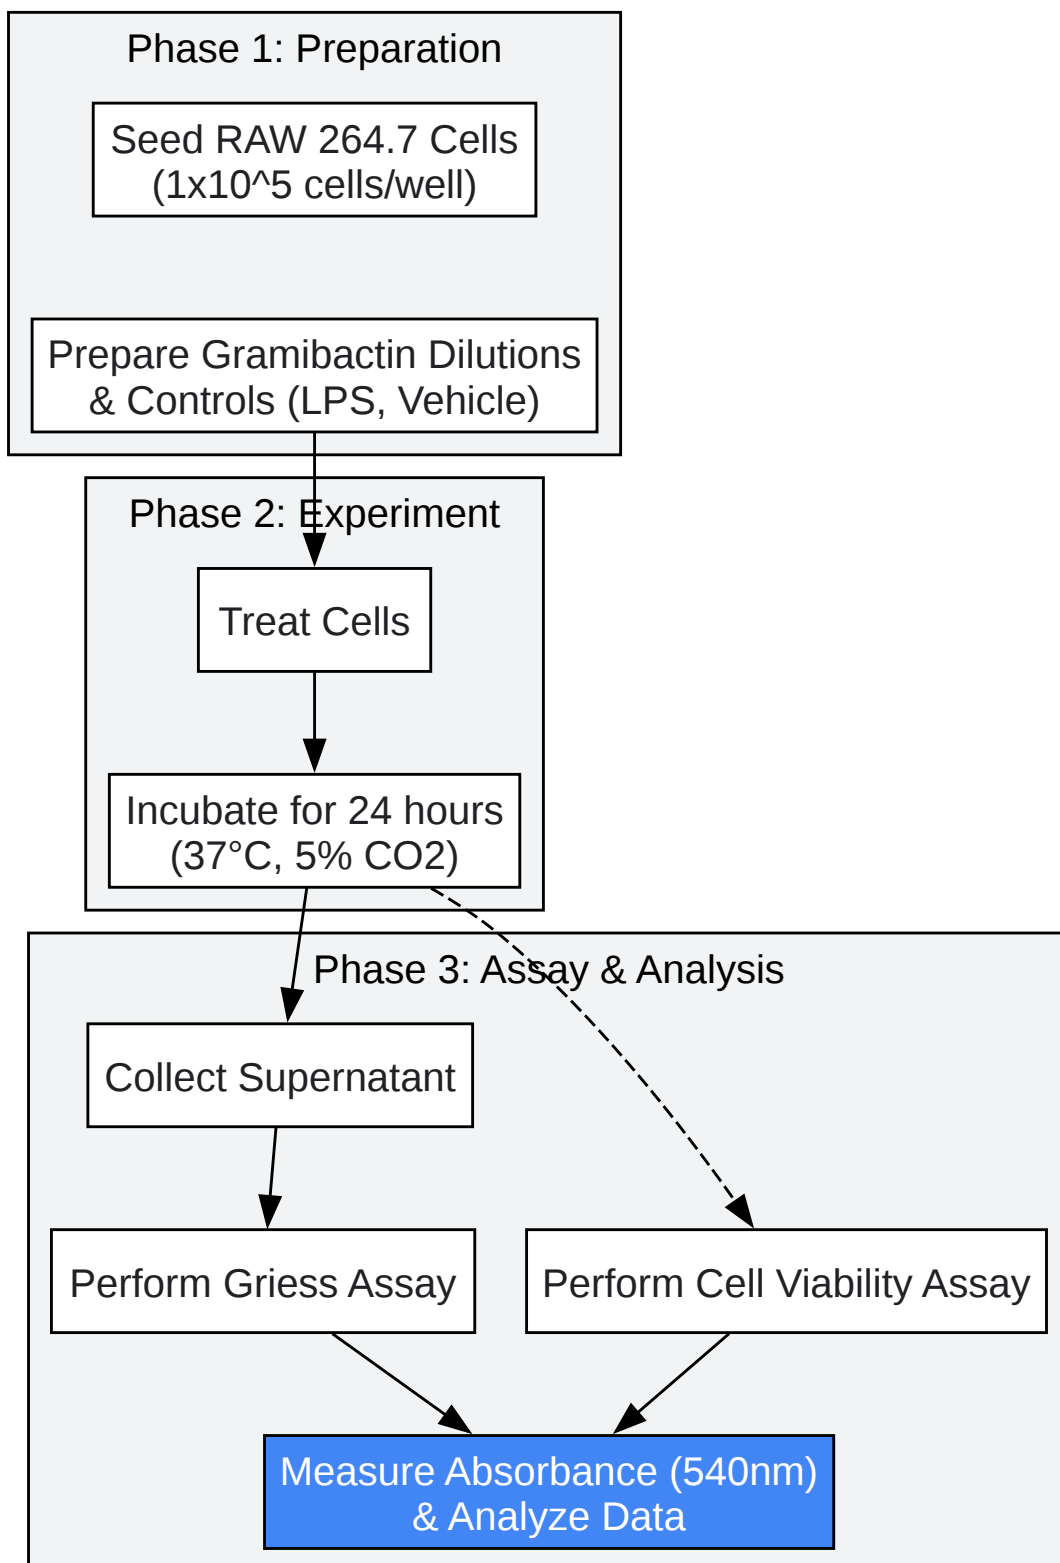 Phase 1: Preparation
Seed RAW 264.7 Cells
(1x10^5 cells/well)
Prepare Gramibactin Dilutions
& Controls (LPS, Vehicle)
Phase 2: Experiment
Treat Cells
Incubate for 24 hours
(37°C, 5% CO2)
Phase 3: Assay & Analysis
Collect Supernatant
Perform Griess Assay
Perform Cell Viability Assay
Measure Absorbance (540nm)
& Analyze Data